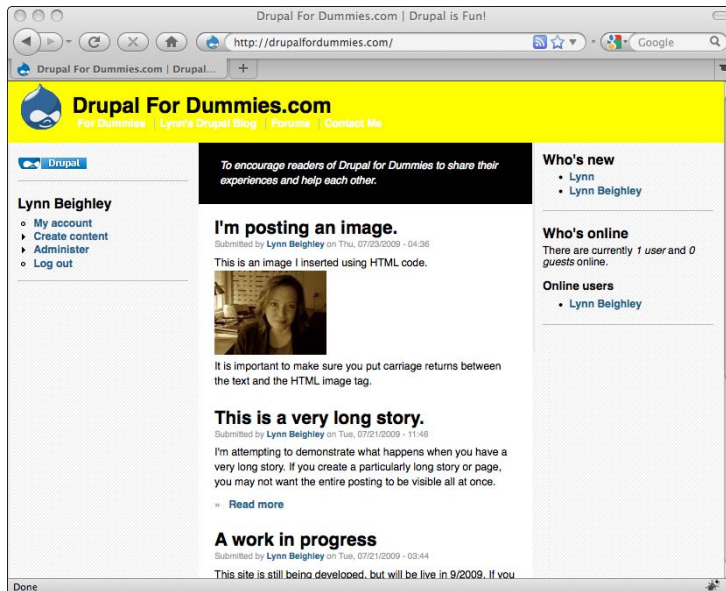 Drupal For Dummies.com | Drupal is Fun!
http://drupalfordummies.com/
Google
Drupal For Dummies.com | Drupal...
Drupal For Dummies.com
For Dummies | Lynn's Drupal Blog | Forums | Contact Me
Drupal
Lynn Beighley
My account
Create content
Administer
Log out
To encourage readers of Drupal for Dummies to share their
experiences and help each other.
I'm posting an image.
Submitted by Lynn Beighley on Thu, 07/23/2009 - 04:36
This is an image I inserted using HTML code.
It is important to make sure you put carriage returns between
the text and the HTML image tag.
This is a very long story.
Submitted by Lynn Beighley on Tue, 07/21/2009 - 11:46
I'm attempting to demonstrate what happens when you have a
very long story. If you create a particularly long story or page,
you may not want the entire posting to be visible all at once.
» Read more
A work in progress
Submitted by Lynn Beighley on Tue, 07/21/2009 - 03:44
This site is still being developed, but will be live in 9/2009. If you
Who's new
Lynn
Lynn Beighley
Who's online
There are currently 1 user and 0
guests online.
Online users
Lynn Beighley
Done